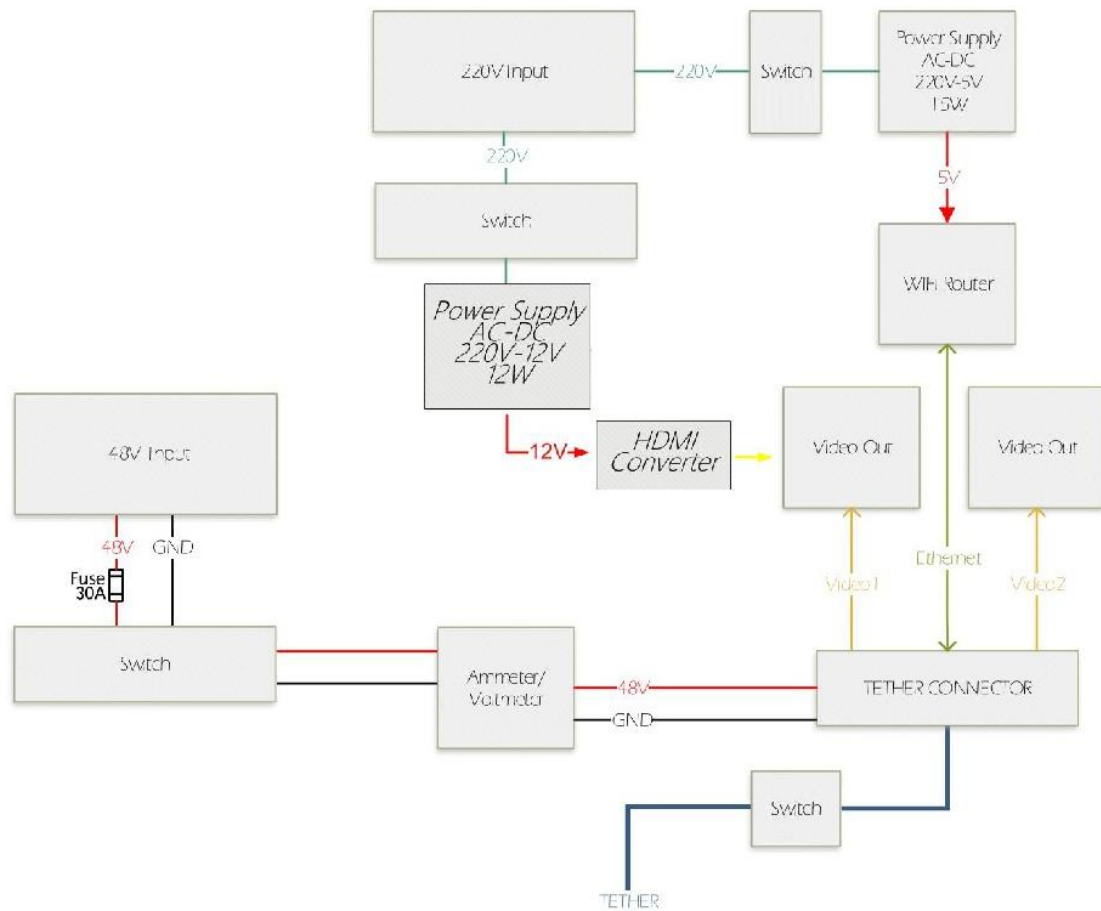 220V Input
220V
Switch
Power Supply
AC-DC
220V-5V
15W
220V
5V
Switch
WiFi Router
Power Supply
AC-DC
220V-12V
12W
48V Input
12V
HDMI
Converter
Video Out
Video Out
48V
GND
Ethernet
Fuse
30A
Video1
Video2
Switch
Ammeter/
Voltmeter
48V
GND
TETHER CONNECTOR
Switch
TETHER